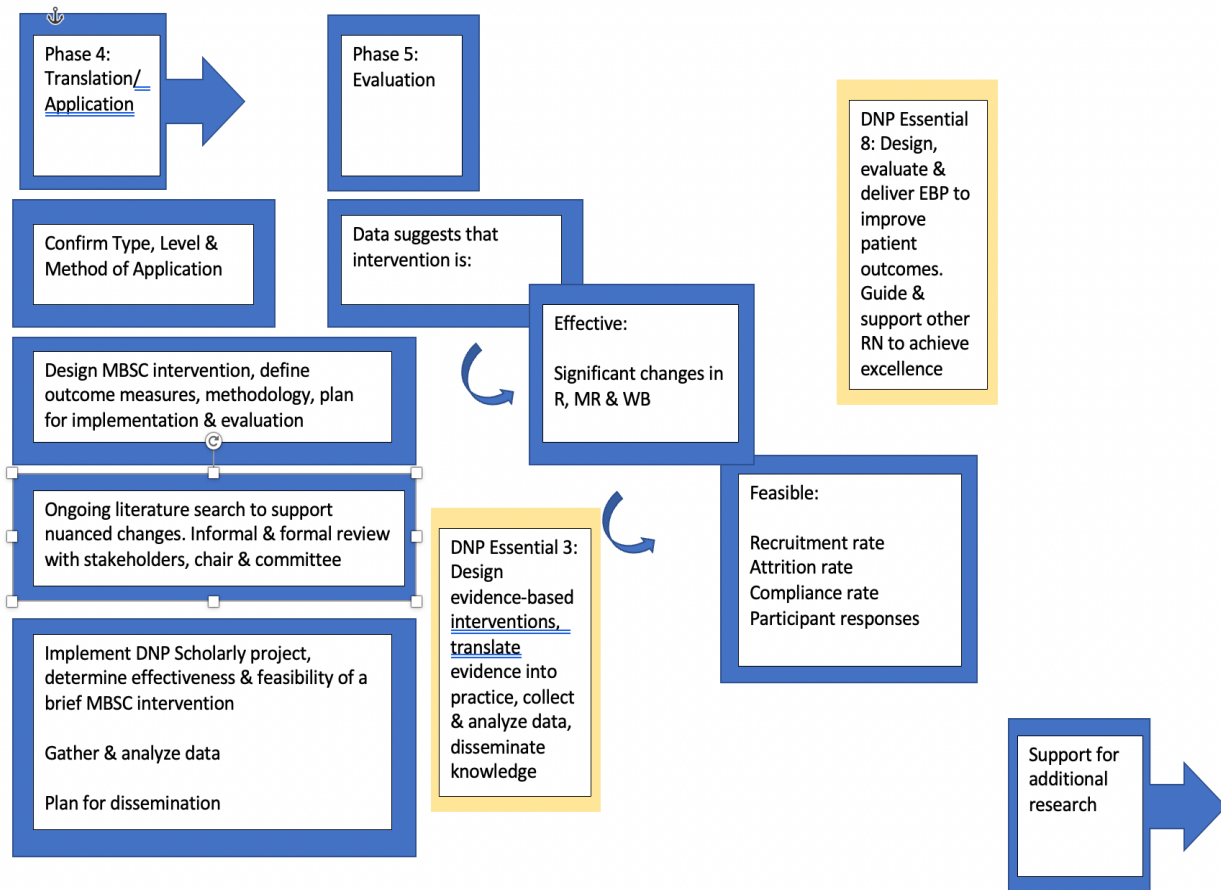 Phase 4:
Translation/
Application
Phase 5:
Evaluation
DNP Essential
8: Design,
evaluate &
deliver EBP to
improve
patient
outcomes.
Guide &
support other
RN to achieve
excellence
Confirm Type, Level &
Method of Application
Data suggests that
intervention is:
Effective:
Significant changes in
R, MR & WB
Design MBSC intervention, define
outcome measures, methodology, plan
for implementation & evaluation
Feasible:
Recruitment rate
Attrition rate
Compliance rate
Participant responses
Ongoing literature search to support
nuanced changes. Informal & formal review
with stakeholders, chair & committee
DNP Essential 3:
Design
evidence-based
interventions,
translate
evidence into
practice, collect
& analyze data,
disseminate
knowledge
Implement DNP Scholarly project,
determine effectiveness & feasibility of a
brief MBSC intervention
Gather & analyze data
Plan for dissemination
Support for
additional
research